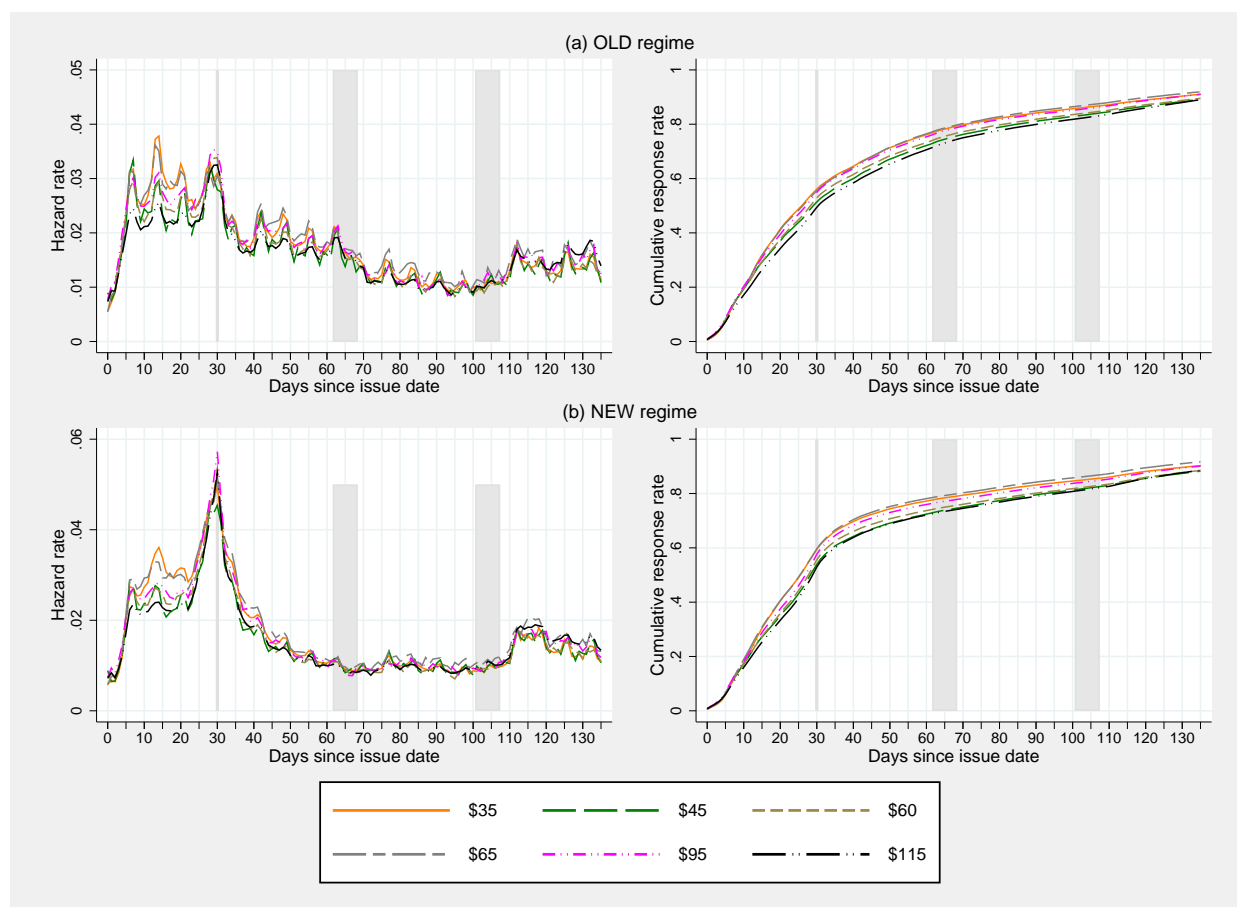 (a) OLD regime
Hazard rate
0 .01 .02 .03 .04 .05
0 10 20 30 40 50 60 70 80 90 100 110 120 130
Days since issue date
Cumulative response rate
0 .2 .4 .6 .8 1
0 10 20 30 40 50 60 70 80 90 100 110 120 130
Days since issue date
(b) NEW regime
Hazard rate
0 .02 .04 .06
0 10 20 30 40 50 60 70 80 90 100 110 120 130
Days since issue date
Cumulative response rate
0 .2 .4 .6 .8 1
0 10 20 30 40 50 60 70 80 90 100 110 120 130
Days since issue date
$35 $45 $60
$65 $95 $115